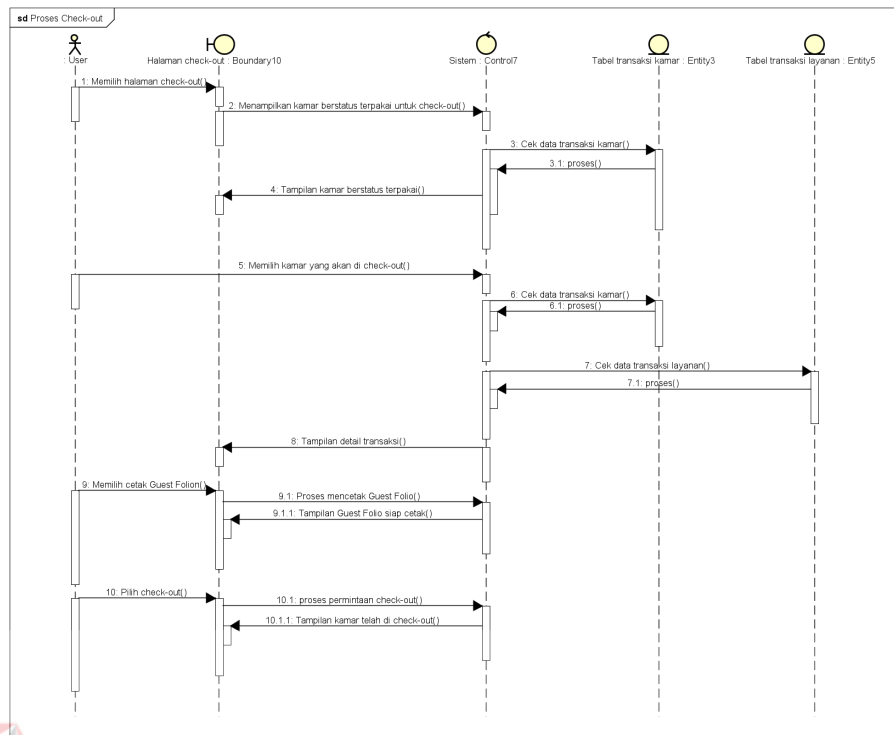 sd Proses Check-out
: User
Halaman check-out : Boundary10
Sistem : Control7
Tabel transaksi kamar : Entity3
Tabel transaksi layanan : Entity5
1: Memilih halaman check-out()
2: Menampilkan kamar berstatus terpakai untuk check-out()
3: Cek data transaksi kamar()
3.1: proses()
4: Tampilan kamar berstatus terpakai()
5: Memilih kamar yang akan di check-out()
6: Cek data transaksi kamar()
6.1: proses()
7: Cek data transaksi layanan()
7.1: proses()
8: Tampilan detail transaksi()
9: Memilih cetak Guest Folion()
9.1: Proses mencetak Guest Folio()
9.1.1: Tampilan Guest Folio siap cetak()
10: Pilih check-out()
10.1: proses permintaan check-out()
10.1.1: Tampilan kamar telah di check-out()